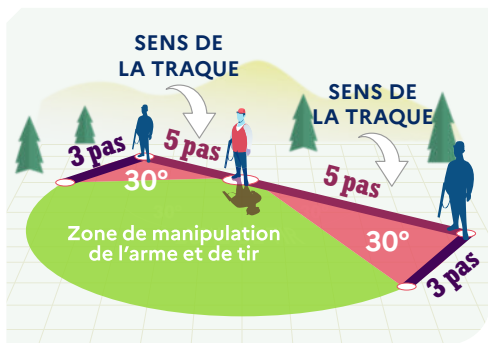 SENS DE
LA TRAQUE
SENS DE
LA TRAQUE
3 pas
5 pas
5 pas
30°
30°
Zone de manipulation
de l'arme et de tir
3 pas